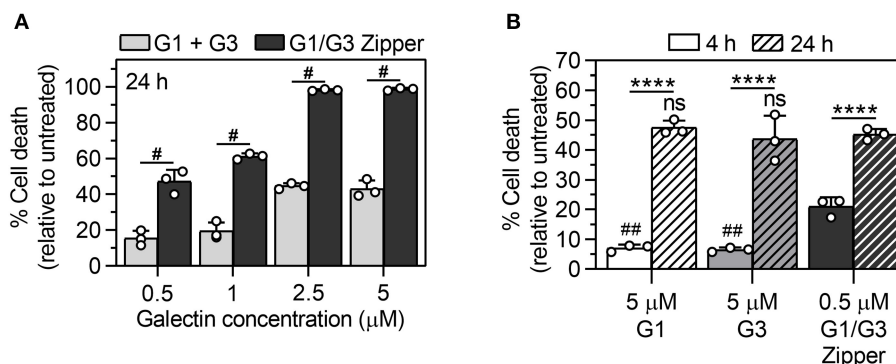 A
G1 + G3 G1/G3 Zipper
24 h
% Cell death
(relative to untreated)
100
80
60
40
20
0
# # # #
0.5 1 2.5 5
Galectin concentration (μM)
B
4 h 24 h
% Cell death
(relative to untreated)
70
60
50
40
30
20
10
0
**** **** ****
ns ns
## ##
5 μM 5 μM 0.5 μM
G1 G3 G1/G3
Zipper